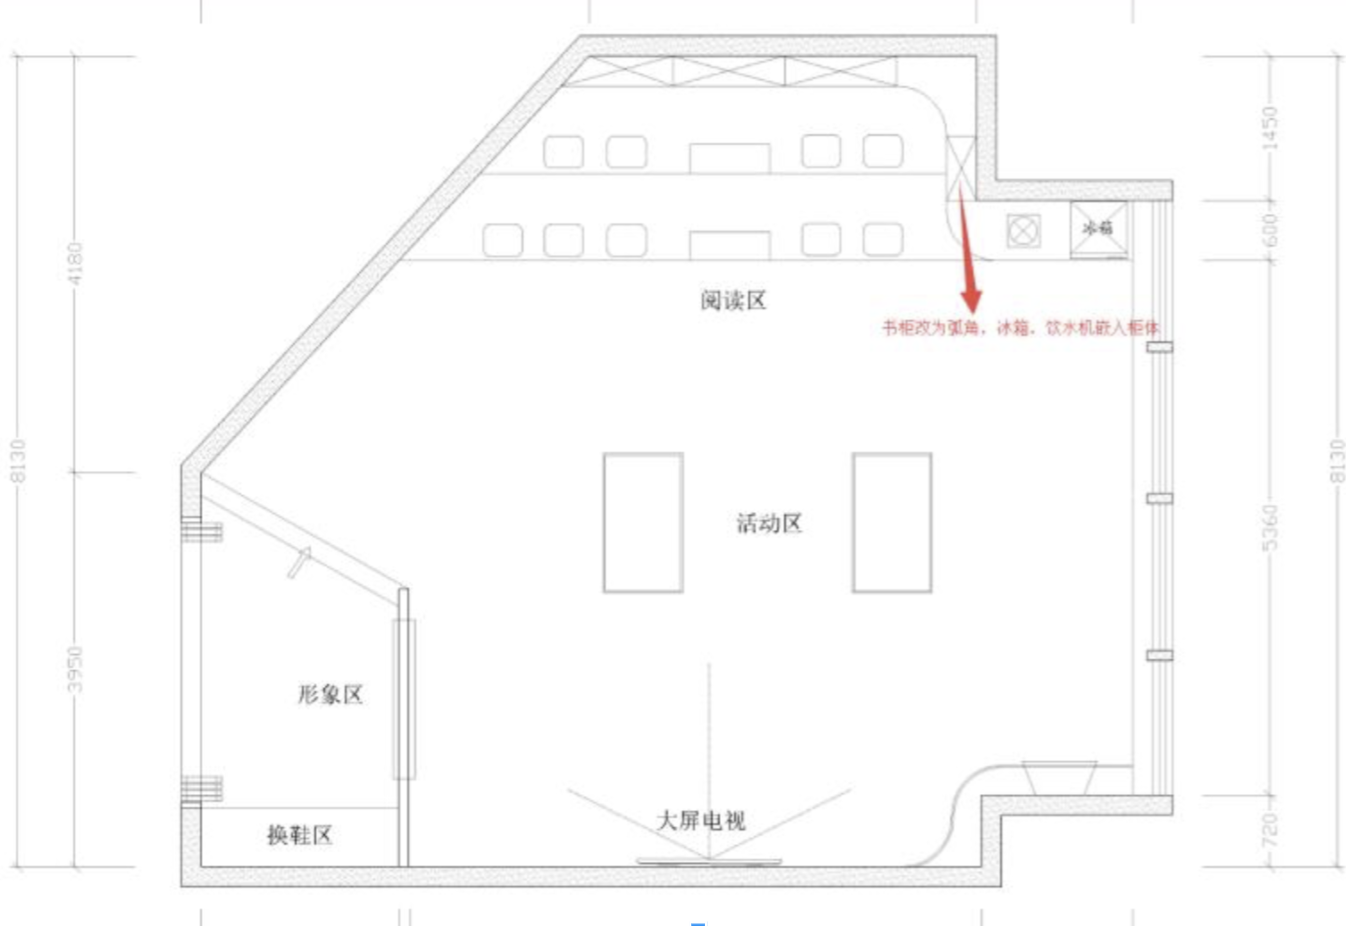 1450
冰箱
600
4180
阅读区
书柜改为弧角、冰箱、饮水机嵌入柜体
8130
8130
活动区
5360
3950
形象区
大屏电视
换鞋区
720